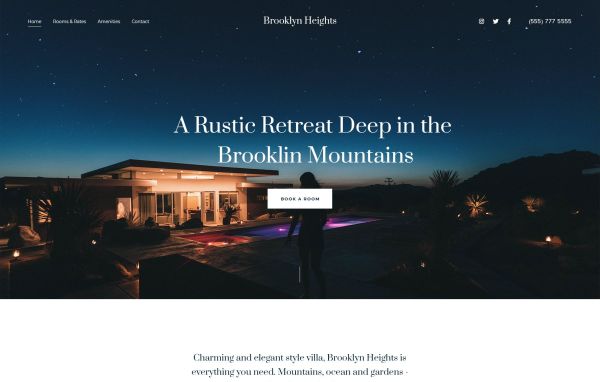 Home Rooms & Rates Amenities Contact
Brooklyn Heights
(555) 777 5555
A Rustic Retreat Deep in the
Brooklin Mountains
BOOK A ROOM
Charming and elegant style villa, Brooklyn Heights is
everything you need. Mountains, ocean and gardens -